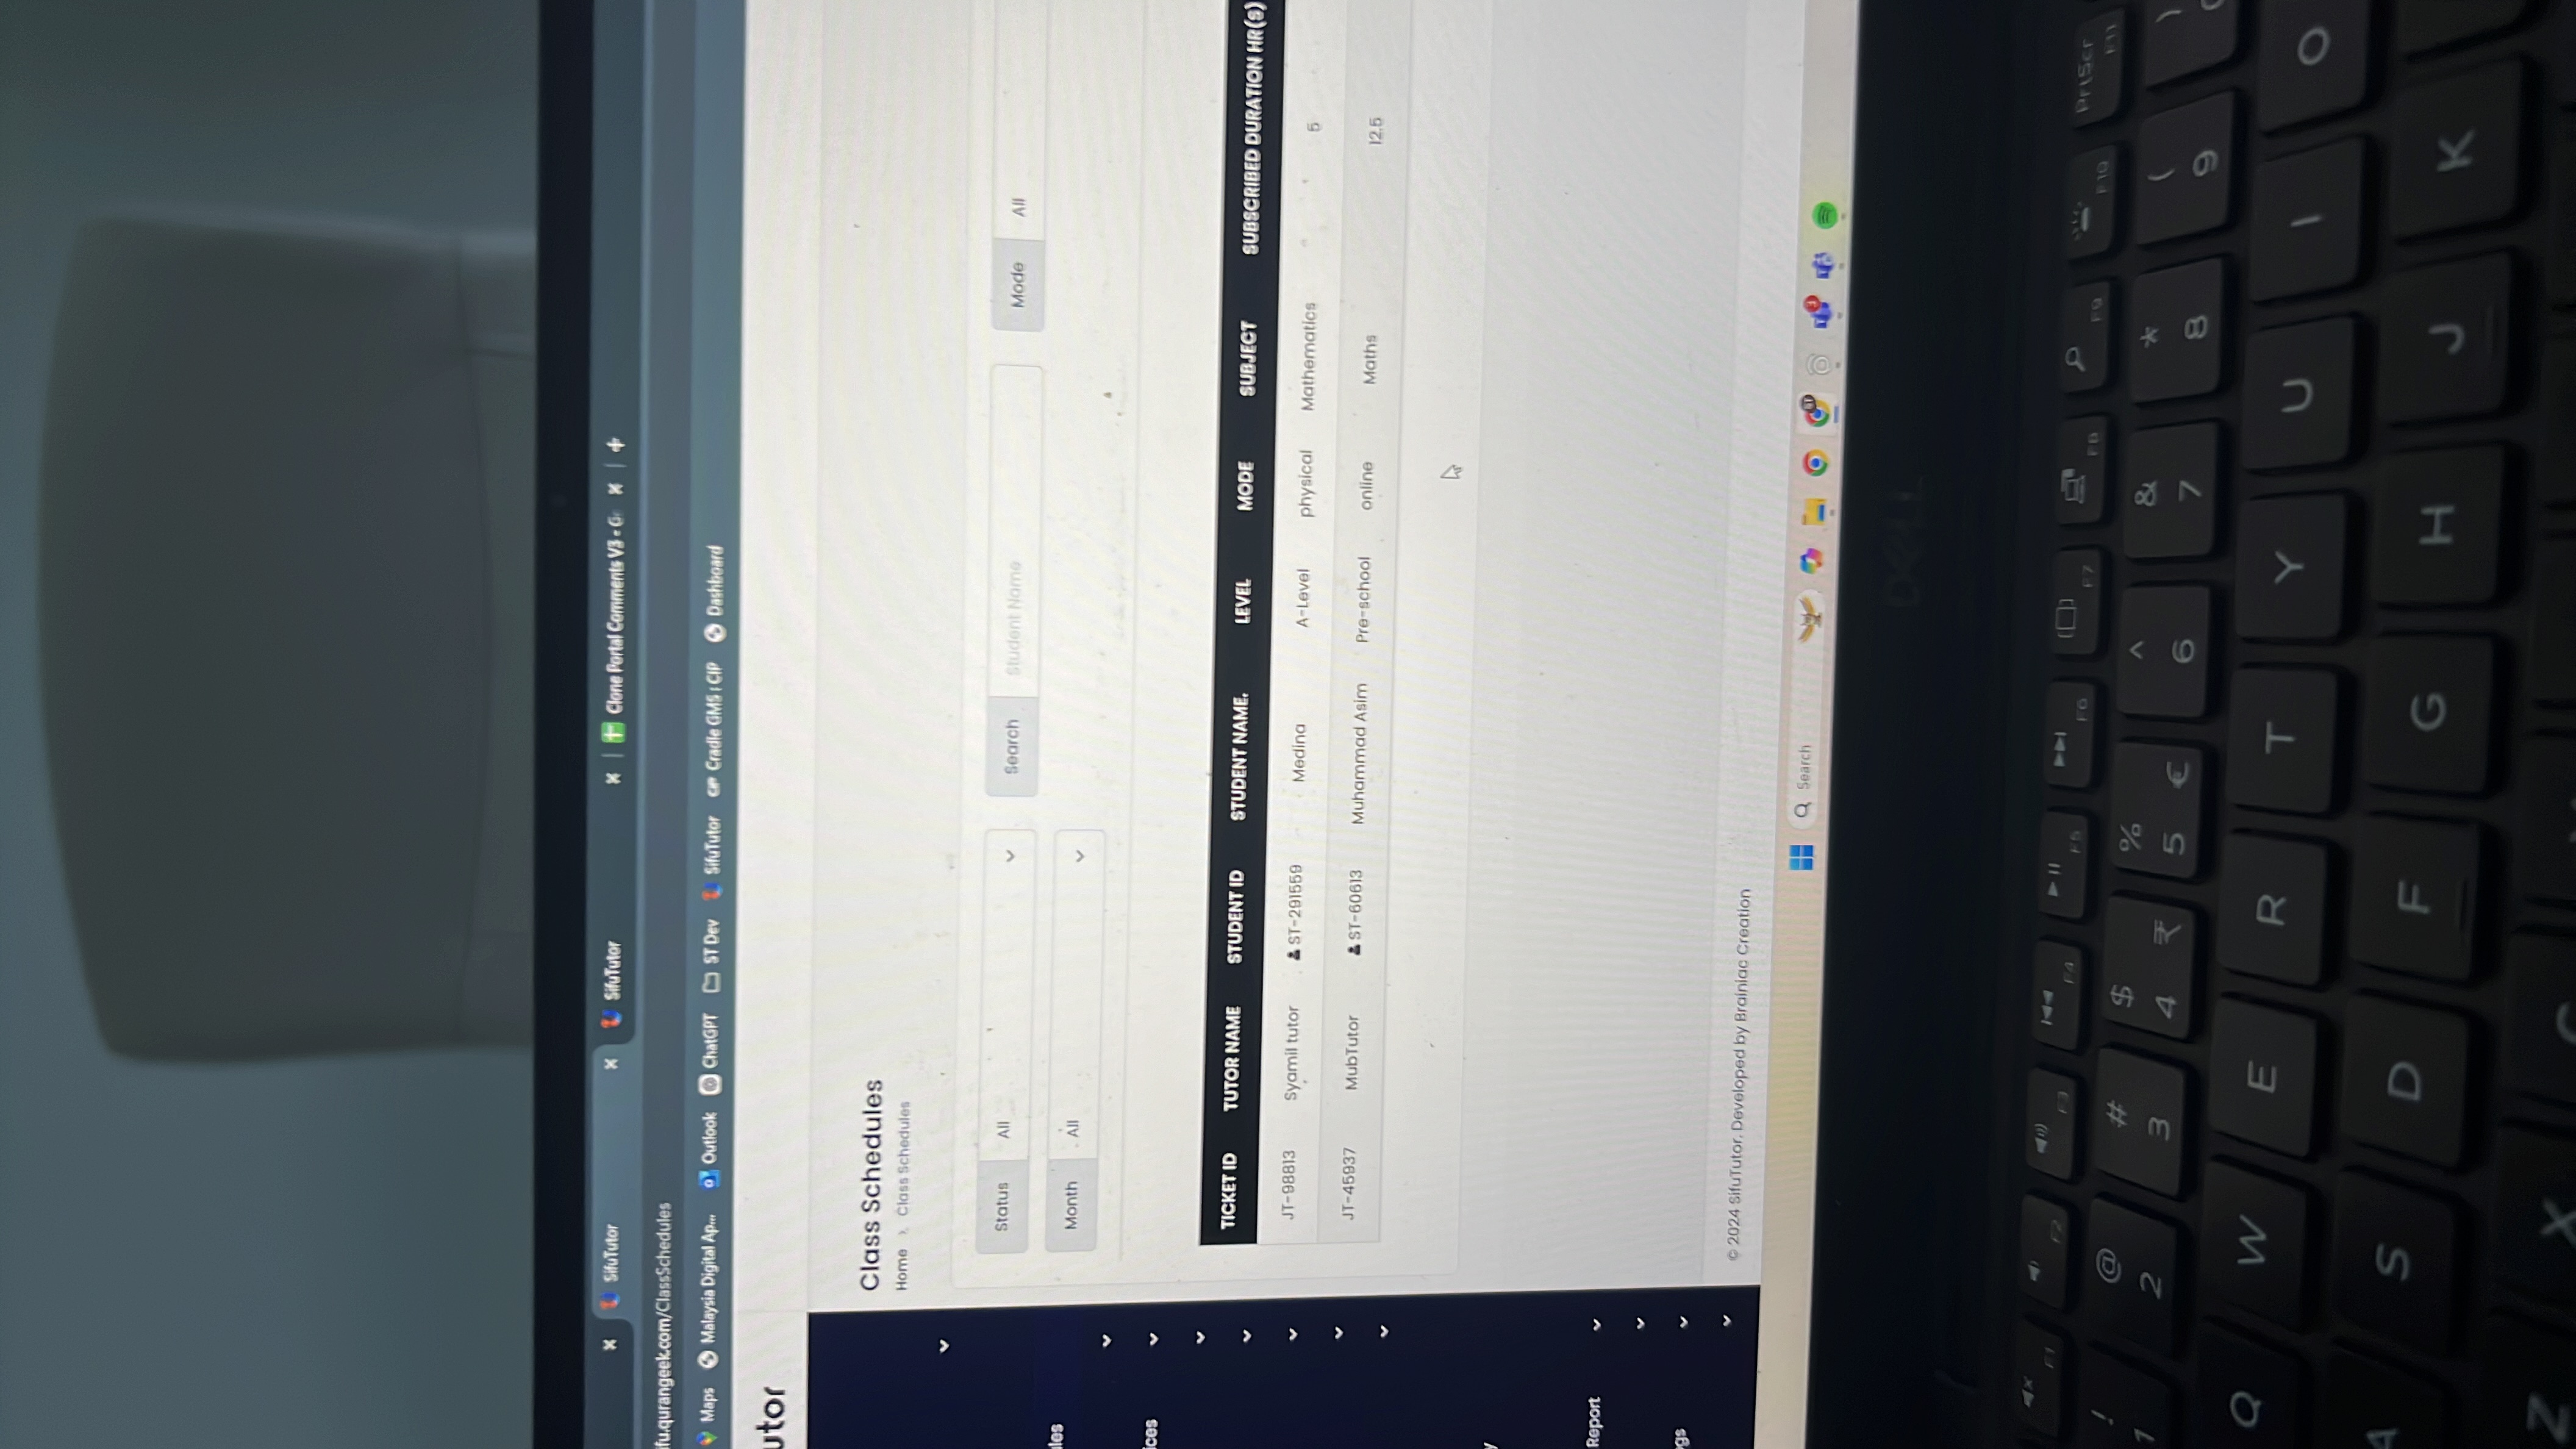 SifuTutor
SifuTutor
Clone Portal Comments V3 - G
ifu.qurangeek.com/ClassSchedules
Maps
Malaysia Digital Ap...
Outlook
ChatGPT
ST Dev
SifuTutor
Cradle GMS : CIP
Dashboard
utor
Class Schedules
Home > Class Schedules
Status All
Search Student Name
Mode All
Month All
ules
ices
y
Report
gs
TICKET ID TUTOR NAME STUDENT ID STUDENT NAME. LEVEL MODE SUBJECT SUBSCRIBED DURATION HR(S)
JT-98813 Syamil tutor ST-291559 Medina A-Level physical Mathematics 5
JT-45937 MubTutor ST-60613 Muhammad Asim Pre-school online Maths 12.5
© 2024 SifuTutor. Developed by Brainiac Creation
Search
3
DELL
F1 F2 F3 F4 F5 F6 F7 F8 F9 F10 PrtScr F11
! @ # $ % ^ & * ( )
1 2 3 4 ₹ 5 € 6 7 8 9
Q W E R T Y U I O
A S D F G H J K
Z X C